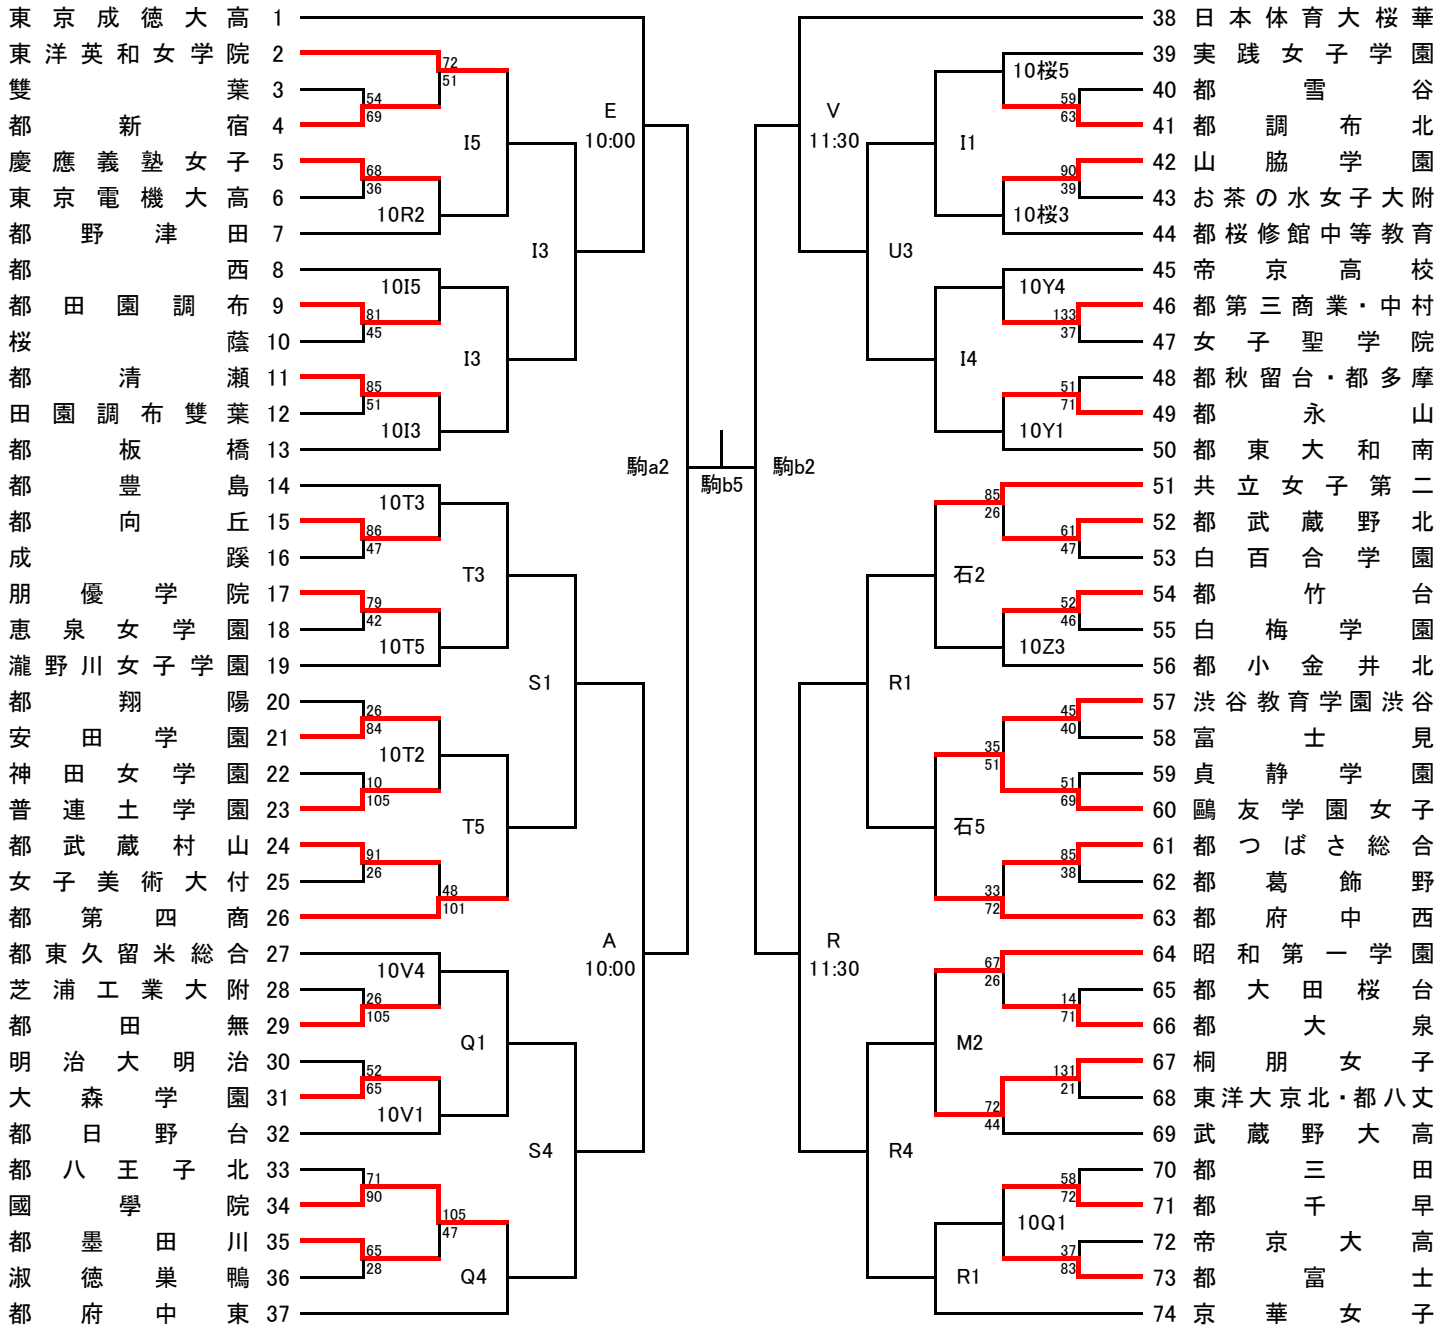 東京成徳大高 1
東洋英和女学院 2
雙葉 3
都新宿 4
慶應義塾女子 5
東京電機大高 6
都野津田 7
都西 8
都田園調布 9
桜蔭 10
都清瀬 11
田園調布雙葉 12
都板橋 13
都豊島 14
都向丘 15
成蹊 16
朋優学院 17
恵泉女学園 18
瀧野川女子学園 19
都翔陽 20
安田学園 21
神田女学園 22
普連土学園 23
都武蔵村山 24
女子美術大付 25
都第四商 26
都東久留米総合 27
芝浦工業大附 28
都田無 29
明治大明治 30
大森学園 31
都日野台 32
都八王子北 33
國學院 34
都墨田川 35
淑徳巣鴨 36
都府中東 37
72
51
54
69
68
36
10R2
I5
10I5
81
45
85
51
10I3
I3
I3
E
10:00
10T3
86
47
79
42
10T5
T3
26
84
10T2
10
105
91
26
48
101
T5
S1
10V4
26
105
52
65
10V1
Q1
71
90
65
28
105
47
Q4
S4
A
10:00
駒a2
駒b5
駒b2
V
11:30
10桜5
59
63
I1
90
39
10桜3
U3
10Y4
133
37
I4
51
71
10Y1
85
26
61
47
石2
52
46
10Z3
R1
45
40
35
51
51
69
石5
85
38
33
72
R
11:30
67
26
14
71
M2
131
21
72
44
R4
58
72
10Q1
37
83
R1
38 日本体育大桜華
39 実践女子学園
40 都雪谷
41 都調布北
42 山脇学園
43 お茶の水女子大附
44 都桜修館中等教育
45 帝京高校
46 都第三商業・中村
47 女子聖学院
48 都秋留台・都多摩
49 都永山
50 都東大和南
51 共立女子第二
52 都武蔵野北
53 白百合学園
54 都竹台
55 白梅学園
56 都小金井北
57 渋谷教育学園渋谷
58 富士見
59 貞静学園
60 鷗友学園女子
61 都つばさ総合
62 都葛飾野
63 都府中西
64 昭和第一学園
65 都大田桜台
66 都大泉
67 桐朋女子
68 東洋大京北・都八丈
69 武蔵野大高
70 都三田
71 都千早
72 帝京大高
73 都富士
74 京華女子